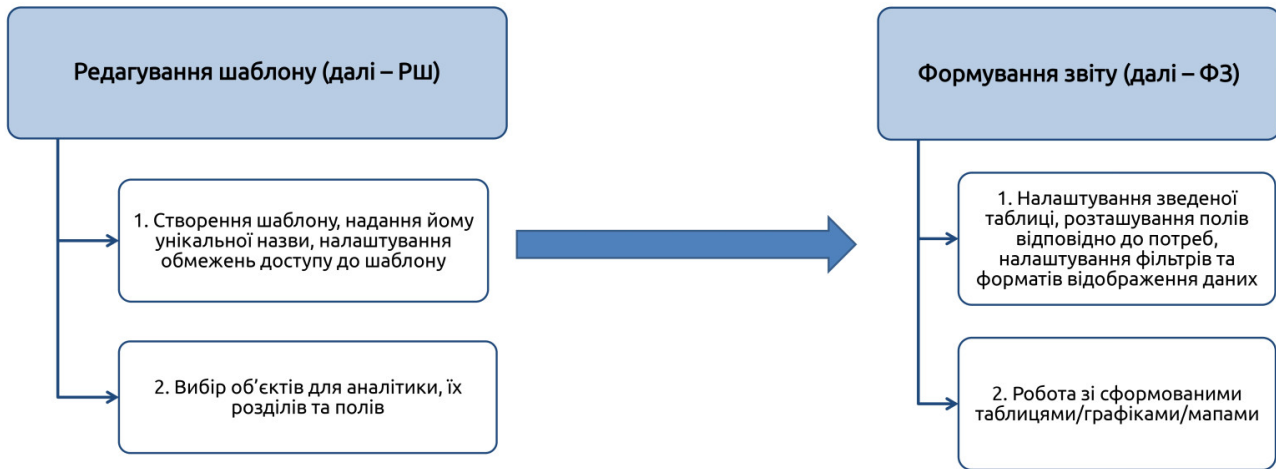 Редагування шаблону (далі – РШ)
1. Створення шаблону, надання йому
унікальної назви, налаштування
обмежень доступу до шаблону
2. Вибір об’єктів для аналітики, їх
розділів та полів
Формування звіту (далі – ФЗ)
1. Налаштування зведеної
таблиці, розташування полів
відповідно до потреб,
налаштування фільтрів та
форматів відображення даних
2. Робота зі сформованими
таблицями/графіками/мапами